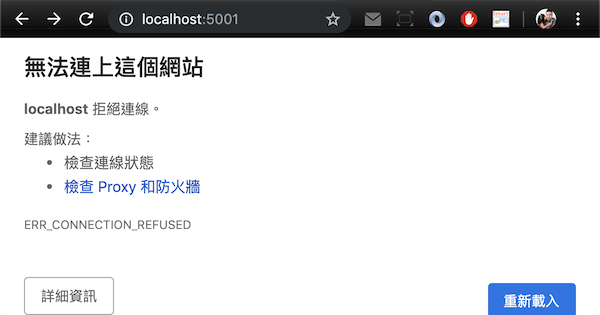 localhost:5001
無法連上這個網站
localhost 拒絕連線。
建議做法：
• 檢查連線狀態
• 檢查 Proxy 和防火牆
ERR_CONNECTION_REFUSED
詳細資訊
重新載入